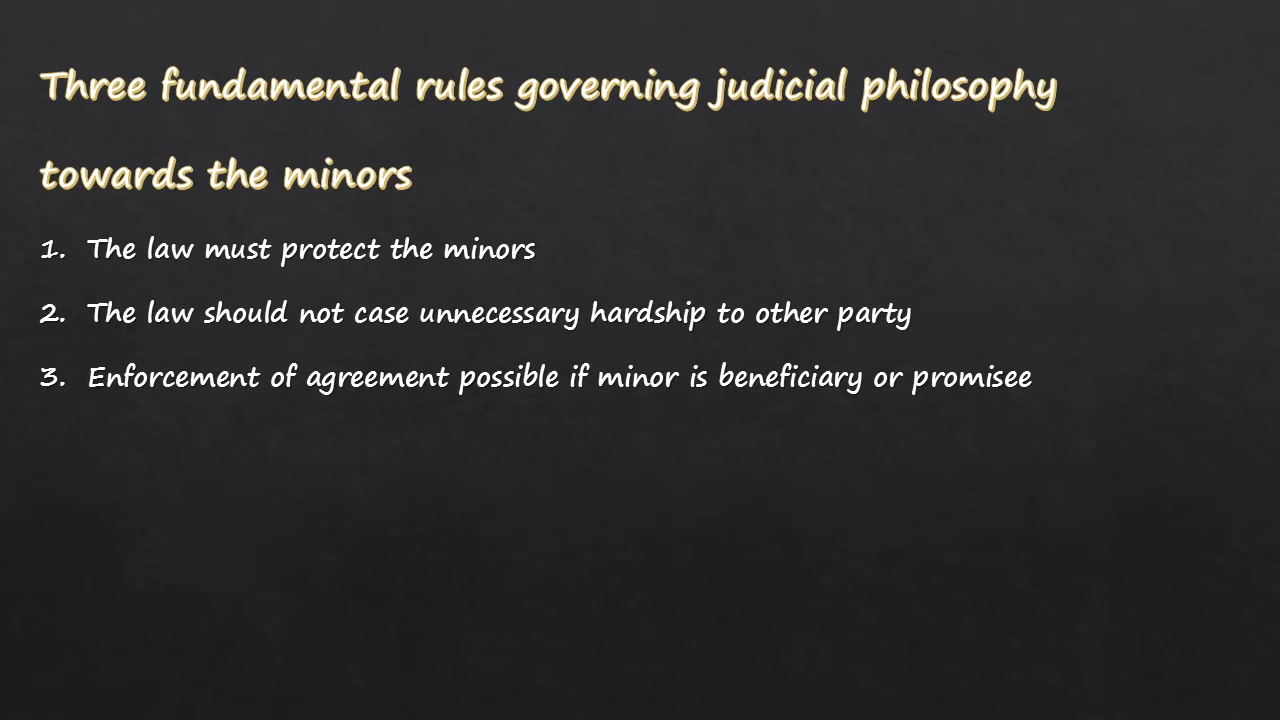 Three fundamental rules governing judicial philosophy
towards the minors
1. The law must protect the minors
2. The law should not case unnecessary hardship to other party
3. Enforcement of agreement possible if minor is beneficiary or promisee